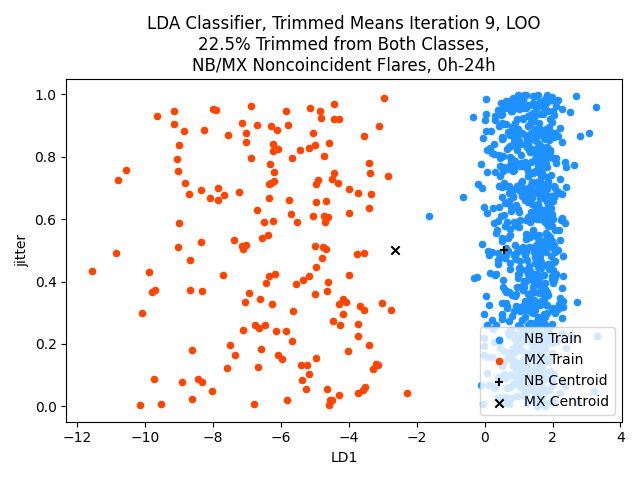 LDA Classifier, Trimmed Means Iteration 9, LOO
22.5% Trimmed from Both Classes,
NB/MX Noncoincident Flares, 0h-24h
jitter
1.0
0.8
0.6
0.4
0.2
0.0
NB Train
MX Train
NB Centroid
MX Centroid
−12 −10 −8 −6 −4 −2 0 2 4
LD1